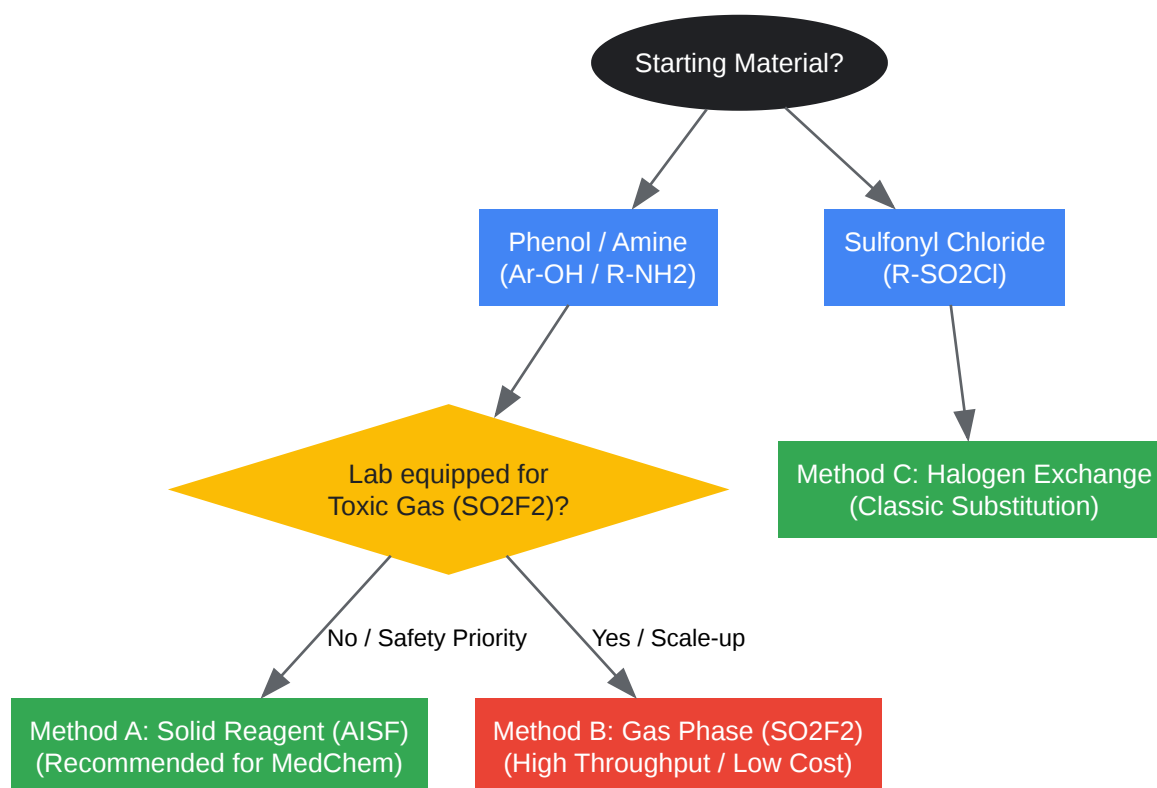 Starting Material?
Phenol / Amine
(Ar-OH / R-NH2)
Sulfonyl Chloride
(R-SO2Cl)
Lab equipped for
Toxic Gas (SO2F2)?
Method C: Halogen Exchange
(Classic Substitution)
No / Safety Priority
Yes / Scale-up
Method A: Solid Reagent (AISF)
(Recommended for MedChem)
Method B: Gas Phase (SO2F2)
(High Throughput / Low Cost)